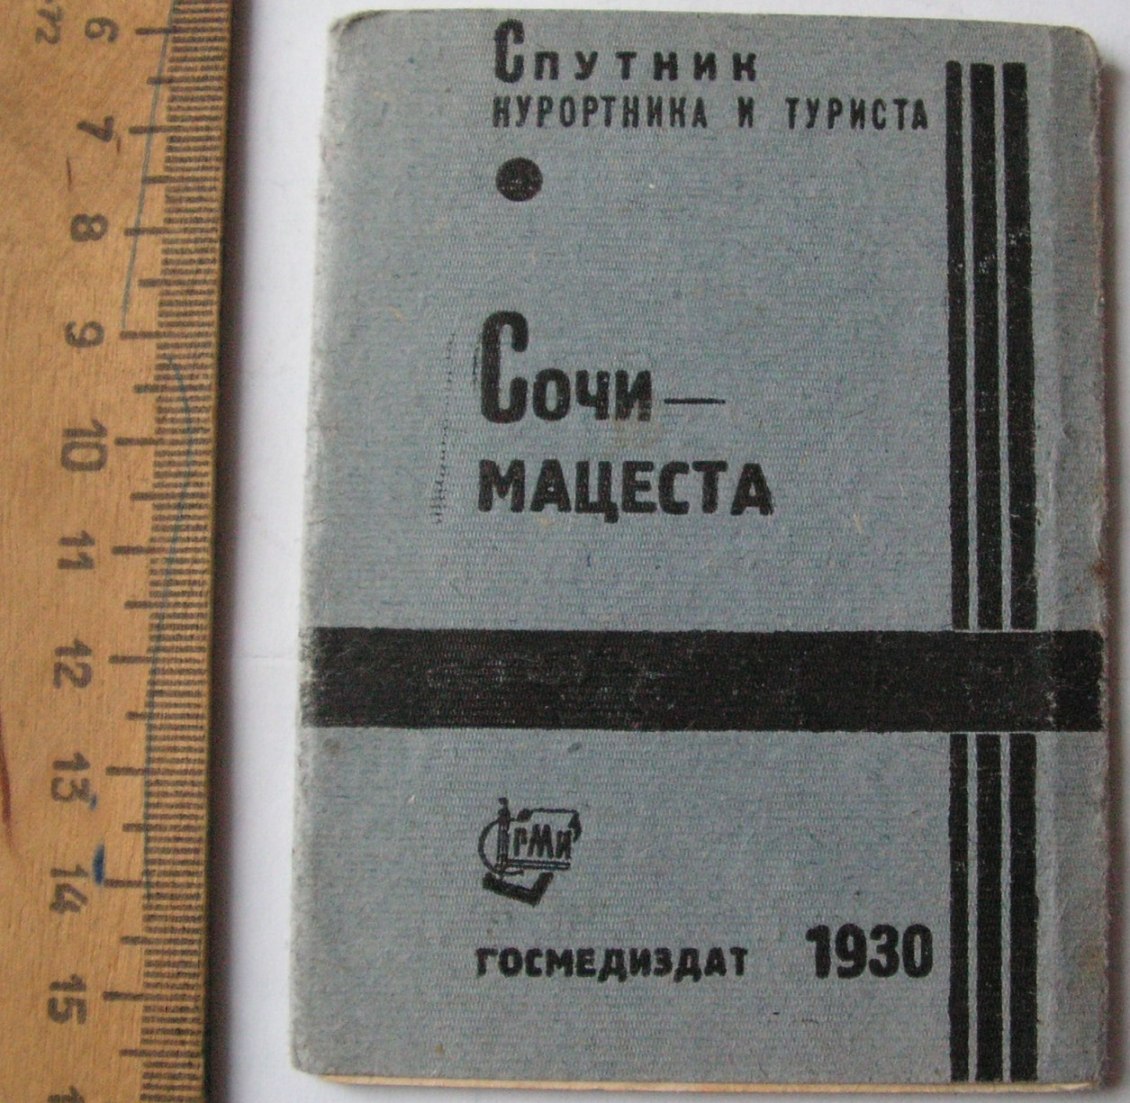 Спутник
курортника и туриста
Сочи —
мацеста
гми
госмедиздат 1930
6
7
8
9
10
11
12
13
14
15